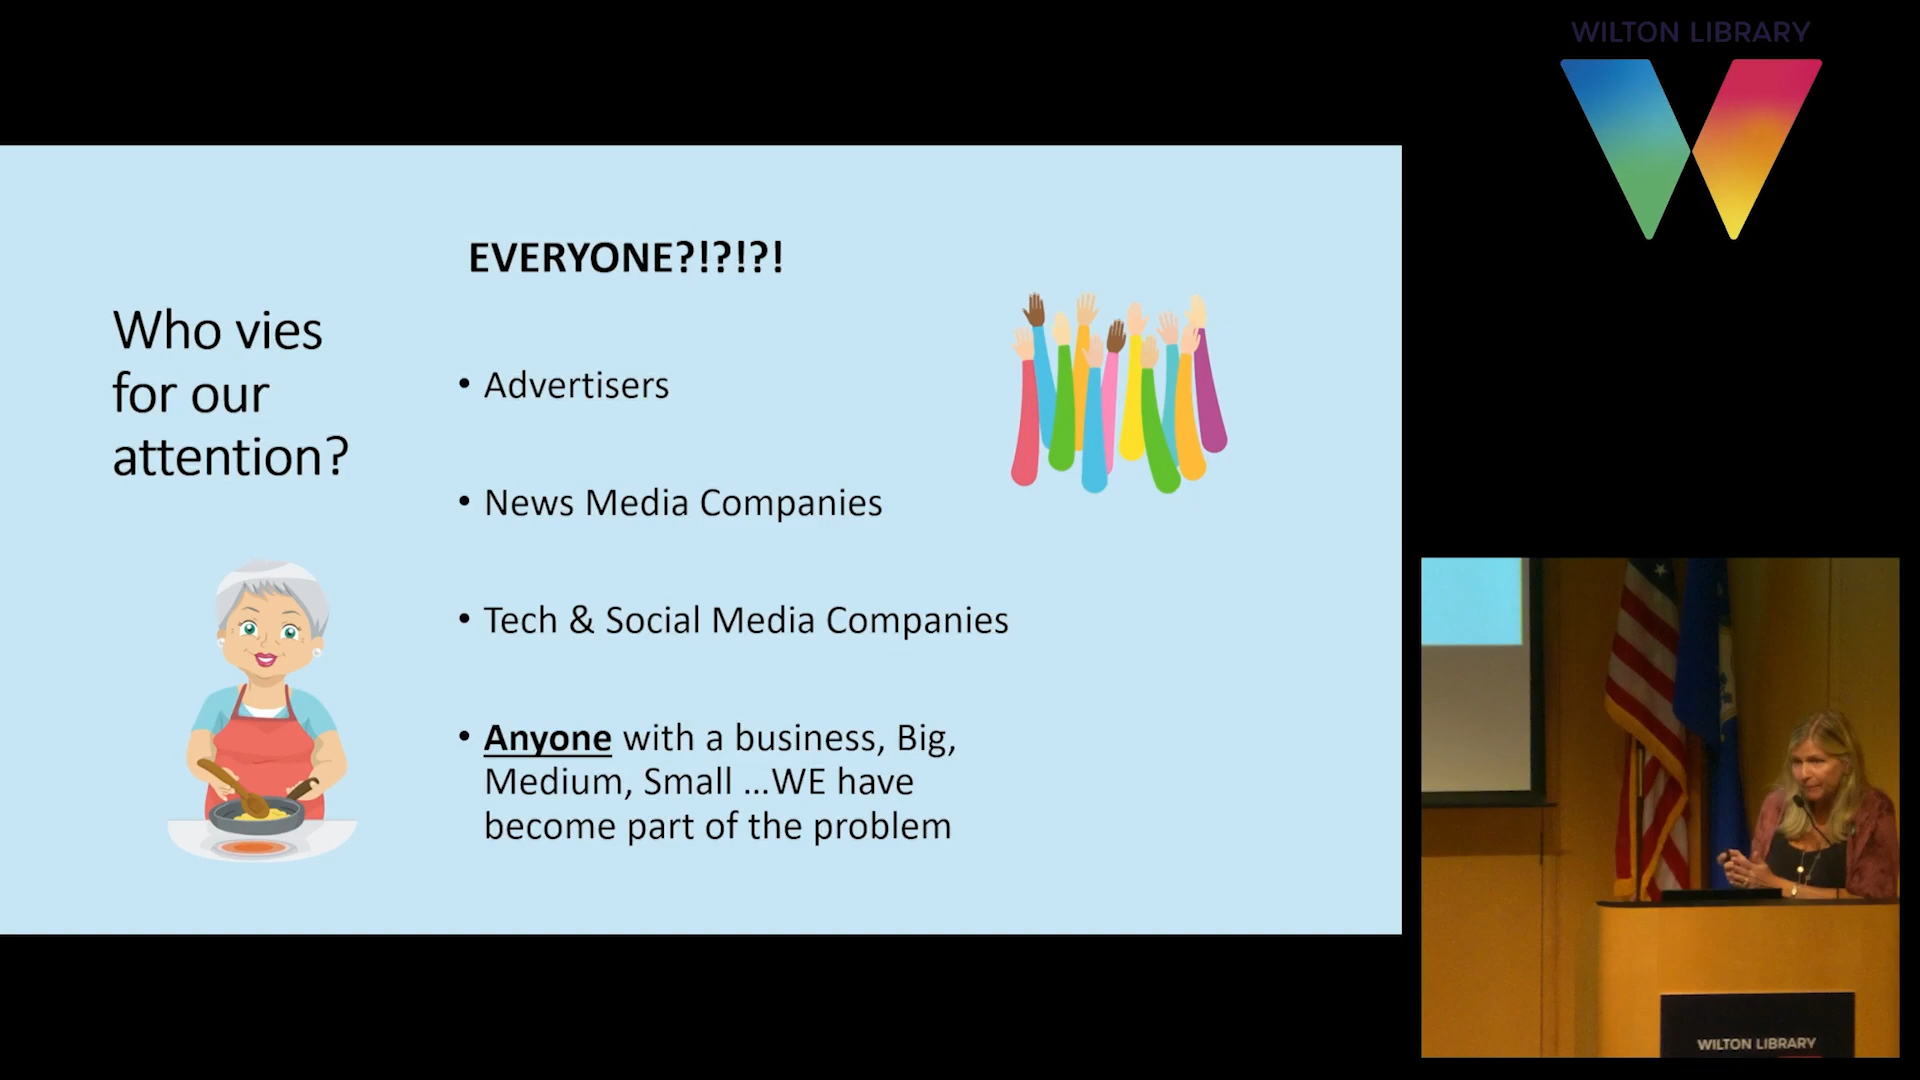 WILTON LIBRARY
EVERYONE?!?!?!
Who vies
for our
attention?
• Advertisers
• News Media Companies
• Tech & Social Media Companies
• Anyone with a business, Big,
Medium, Small ...WE have
become part of the problem
WILTON LIBRARY